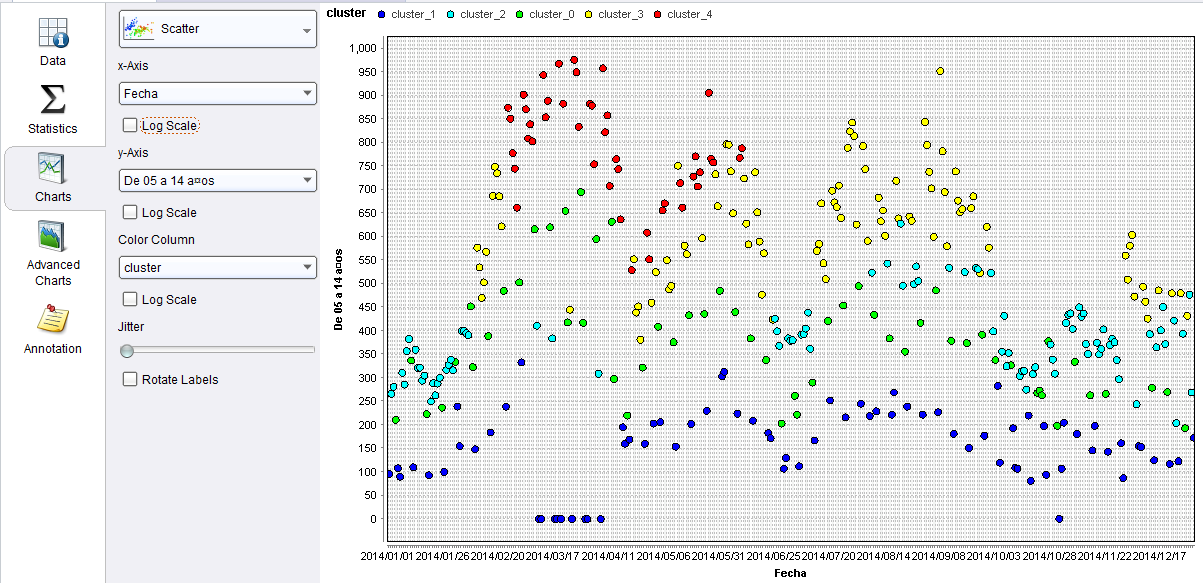 Data
Statistics
Charts
Advanced
Charts
Annotation
Scatter
x-Axis
Fecha
Log Scale
y-Axis
De 05 a 14 a¤os
Log Scale
Color Column
cluster
Log Scale
Jitter
Rotate Labels
cluster cluster_1 cluster_2 cluster_0 cluster_3 cluster_4
De 05 a 14 a¤os
1,000
950
900
850
800
750
700
650
600
550
500
450
400
350
300
250
200
150
100
50
0
2014/01/01 2014/01/26 2014/02/20 2014/03/17 2014/04/11 2014/05/06 2014/05/31 2014/06/25 2014/07/20 2014/08/14 2014/09/08 2014/10/03 2014/10/28 2014/11/22 2014/12/17
Fecha